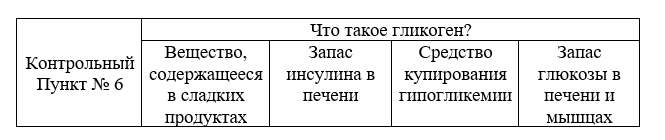 Контрольный
Пункт № 6
Что такое гликоген?
Вещество,
содержащееся
в сладких
продуктах
Запас
инсулина в
печени
Средство
купирования
гипогликемии
Запас
глюкозы в
печени и
мышцах